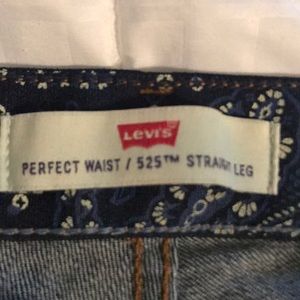 LEVI'S
PERFECT WAIST / 525™ STRAIGHT LEG